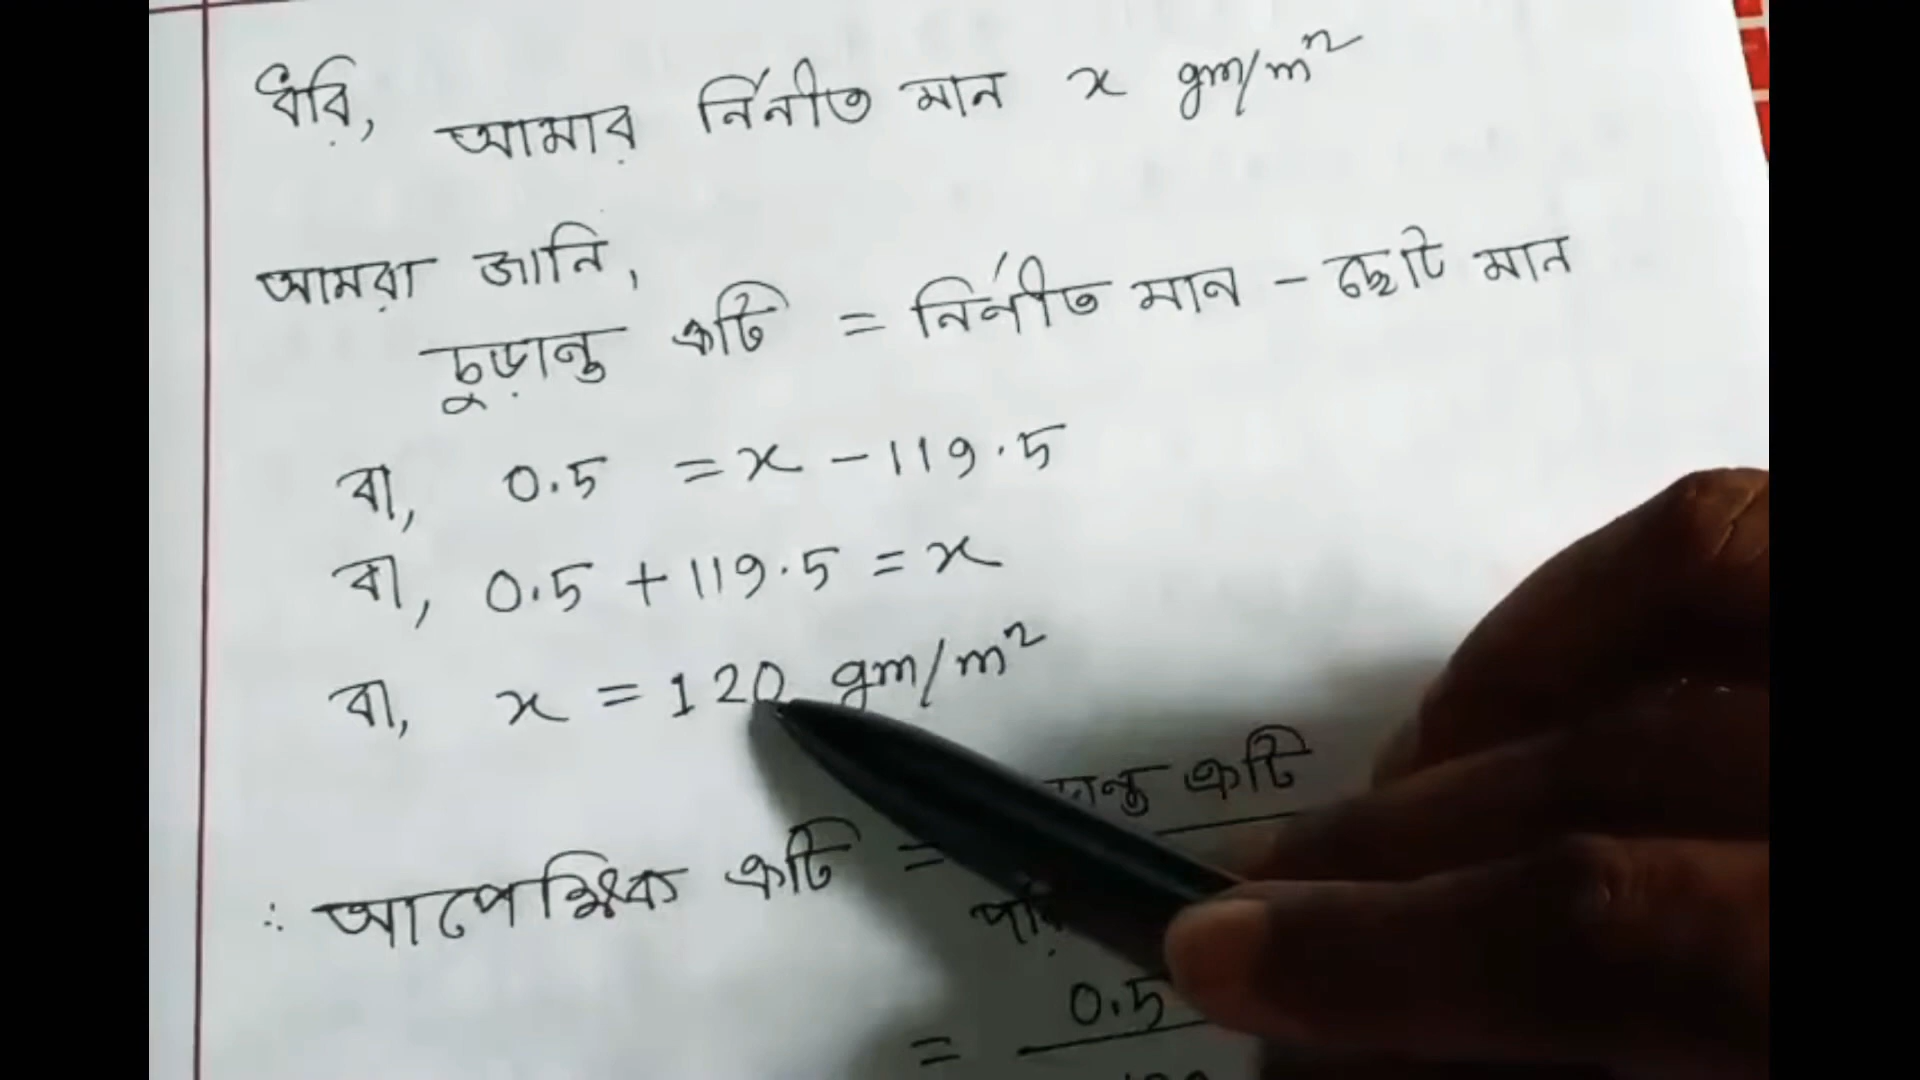 ধরি, আমার র্নিনীত মান x gm/m²
আমরা জানি,
চুড়ান্ত ত্রুটি = নির্নীত মান - ছোট মান
বা, 0.5 = x - 119.5
বা, 0.5 + 119.5 = x
বা, x = 120 gm/m²
ত্রুটি
∴ আপেক্ষিক ত্রুটি =
= 0.5